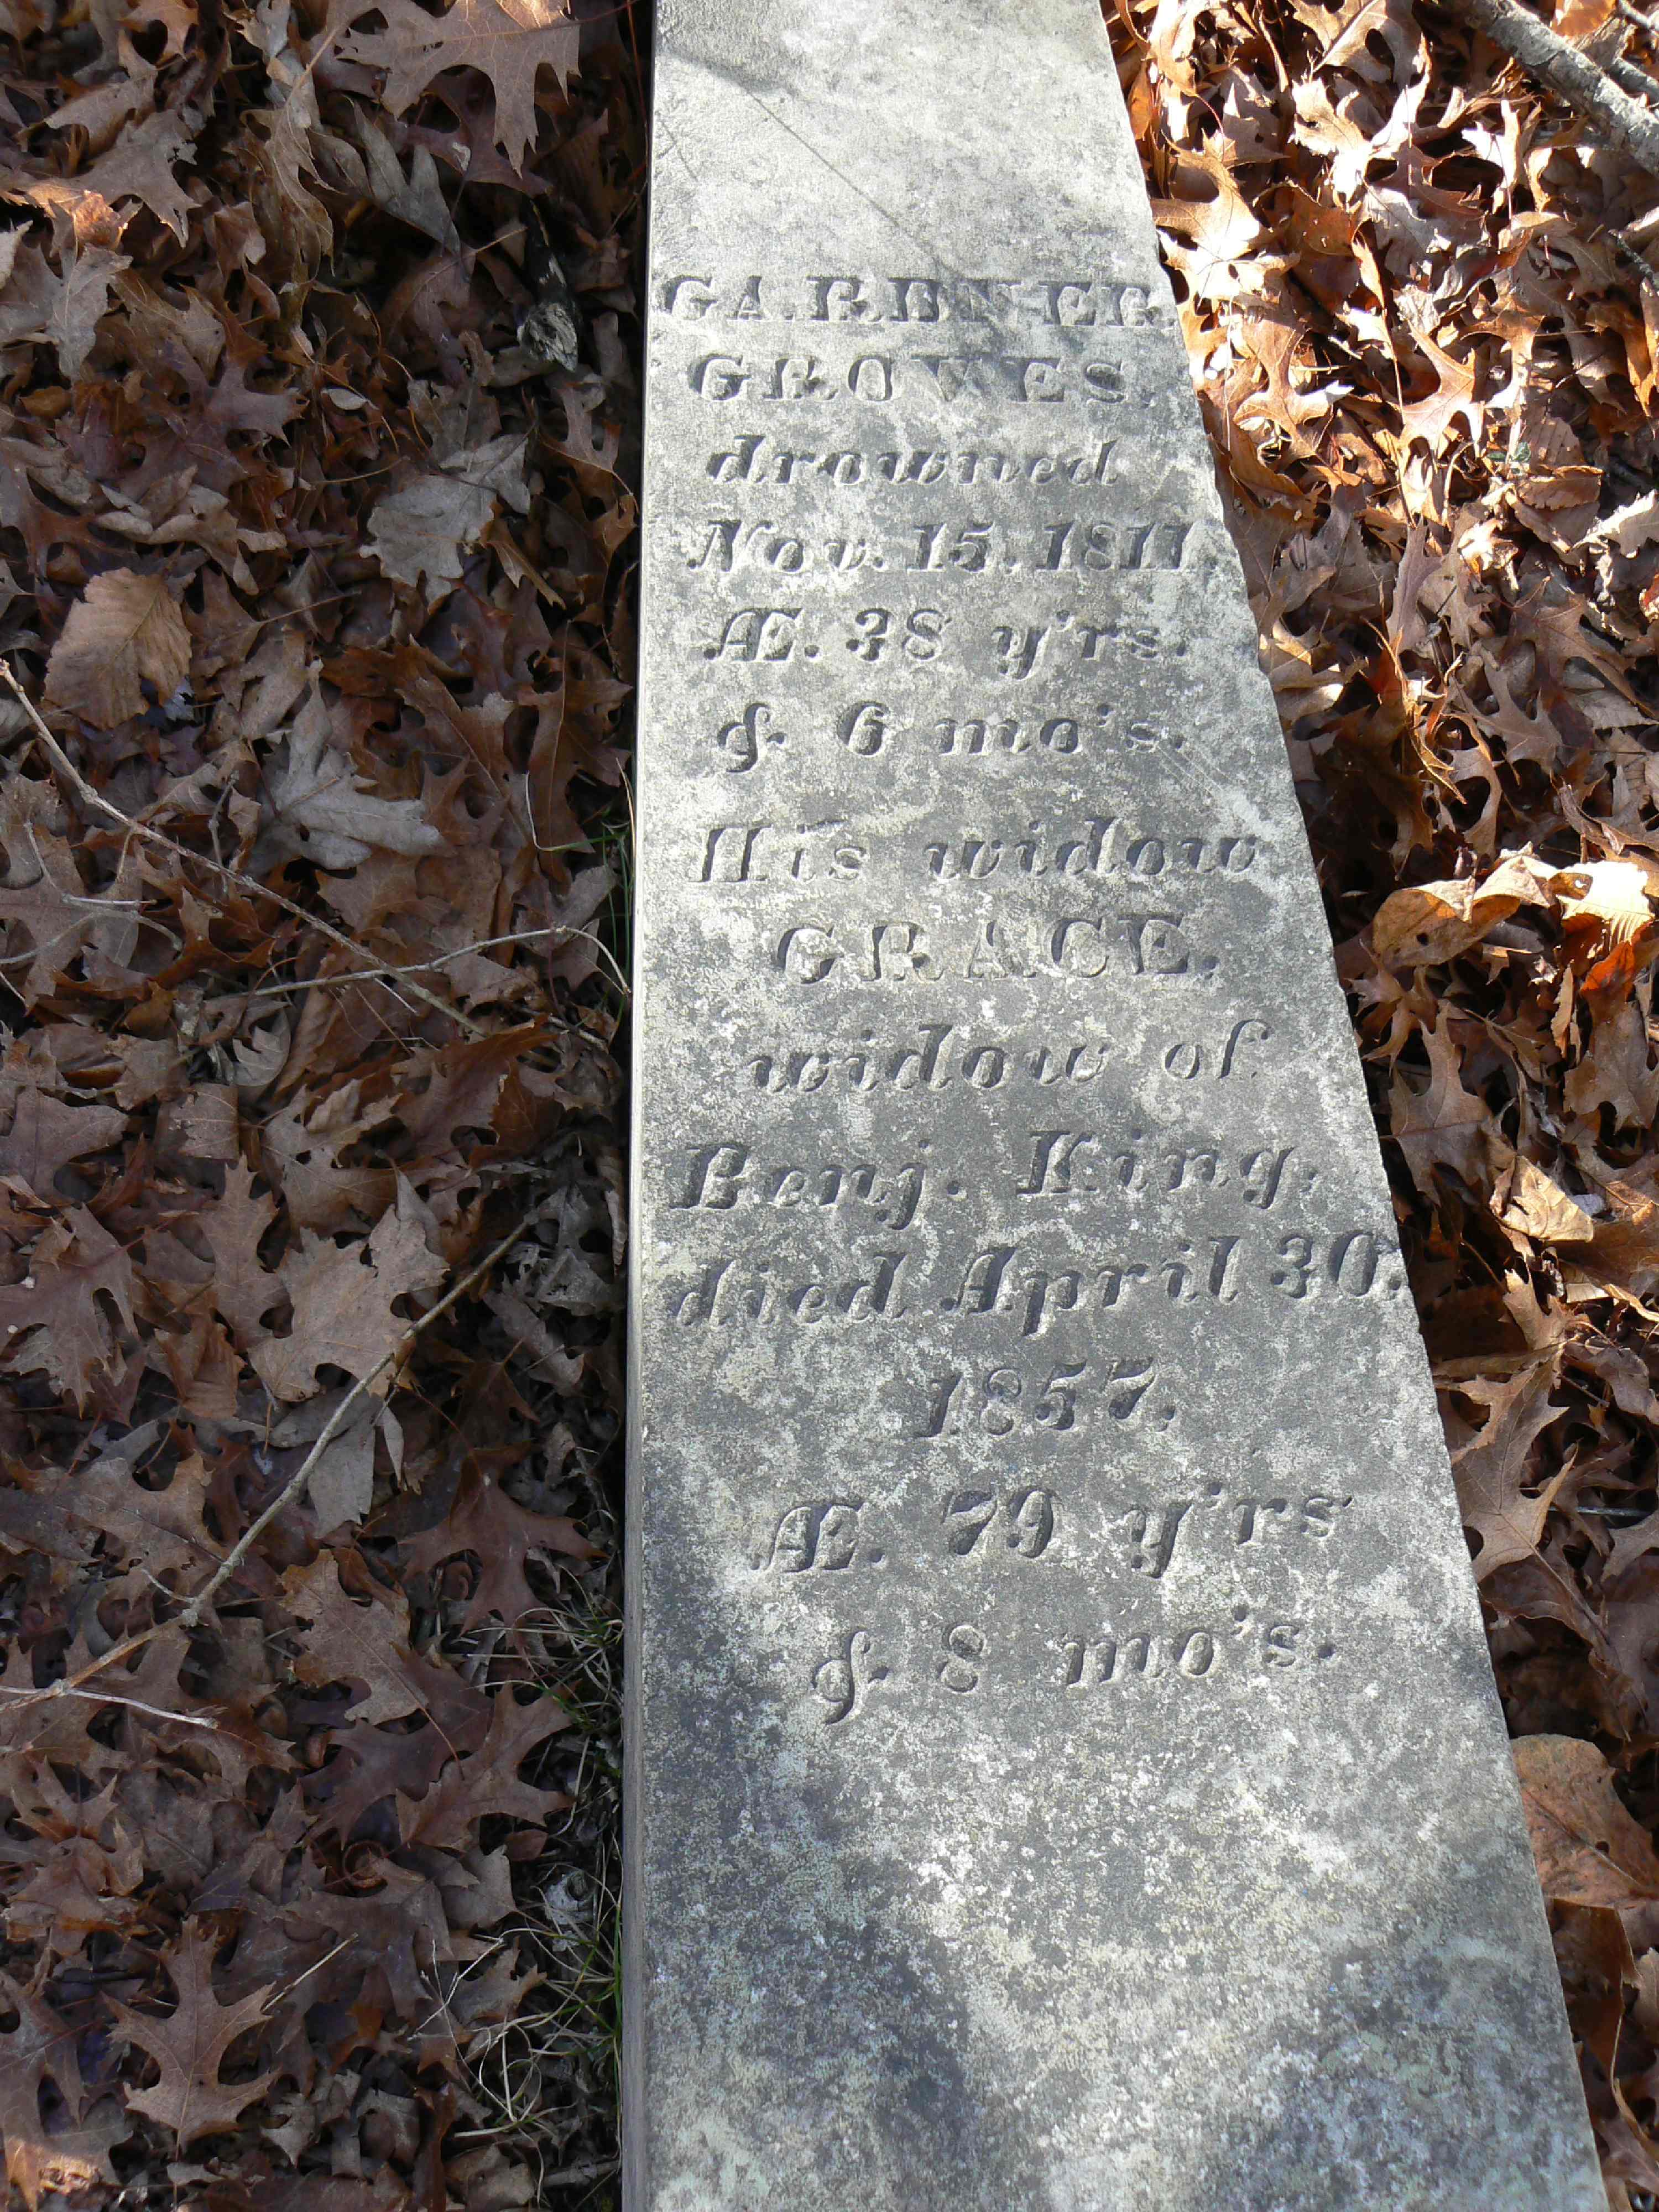 GARDNER
GROVES.
drowned
Nov. 15. 1811.
Æ. 38 y'rs.
& 6 mo's.
His widow
GRACE.
widow of
Benj. King.
died April 30.
1857.
Æ. 79 y'rs
& 8 mo's.